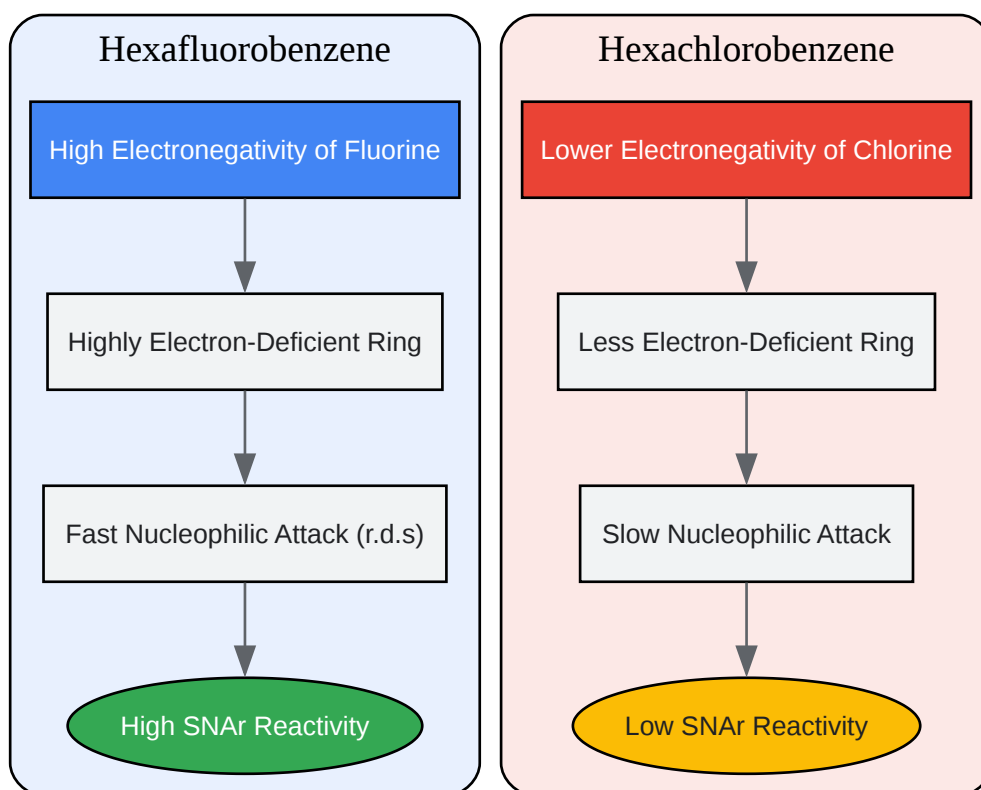 Hexafluorobenzene
High Electronegativity of Fluorine
Highly Electron-Deficient Ring
Fast Nucleophilic Attack (r.d.s)
High SNAr Reactivity
Hexachlorobenzene
Lower Electronegativity of Chlorine
Less Electron-Deficient Ring
Slow Nucleophilic Attack
Low SNAr Reactivity